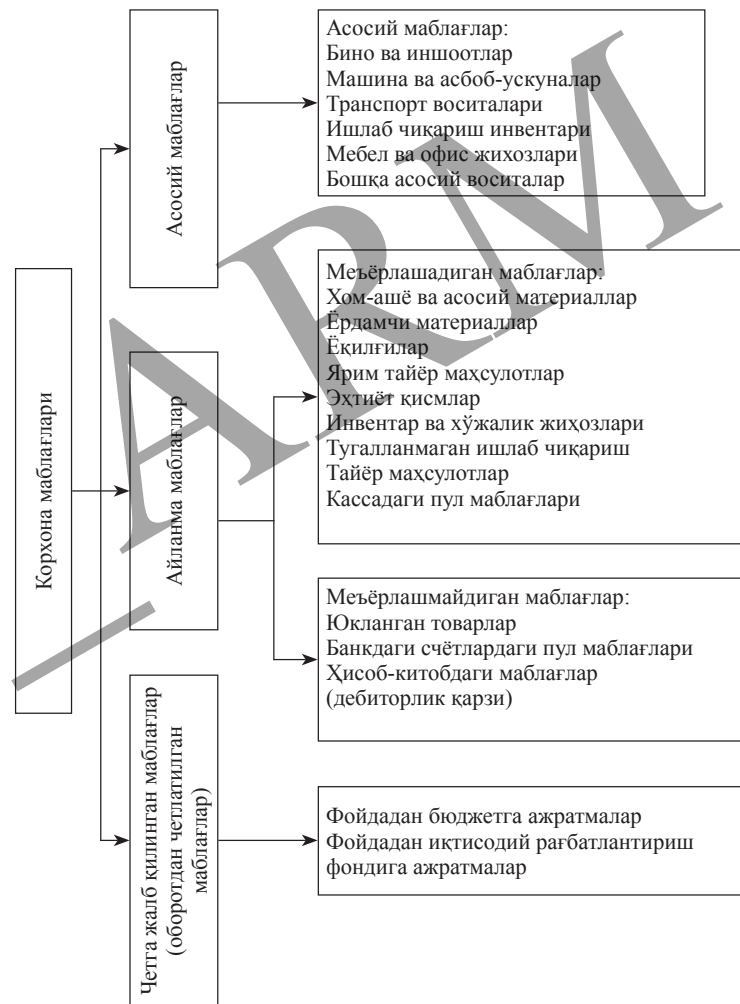 Корхона маблағлари
Асосий маблағлар
Асосий маблағлар:
Бино ва иншоотлар
Машина ва асбоб-ускуналар
Транспорт воситалари
Ишлаб чиқариш инвентари
Мебел ва офис жихозлари
Бошқа асосий воситалар
Айланма маблағлар
Меъёрлашадиган маблағлар:
Хом-ашё ва асосий материаллар
Ёрдамчи материаллар
Ёқилғилар
Ярим тайёр маҳсулотлар
Эҳтиёт қисмлар
Инвентар ва хўжалик жиҳозлари
Тугалланмаган ишлаб чиқариш
Тайёр маҳсулотлар
Кассадаги пул маблағлари
Меъёрлашмайдиган маблағлар:
Юкланган товарлар
Банкдаги счётлардаги пул маблағлари
Ҳисоб-китобдаги маблағлар
(дебиторлик қарзи)
Четга жалб қилинган маблағлар
(оборотдан четлатилган
маблағлар)
Фойдадан бюджетга ажратмалар
Фойдадан иқтисодий рағбатлантириш
фондига ажратмалар
_ARM